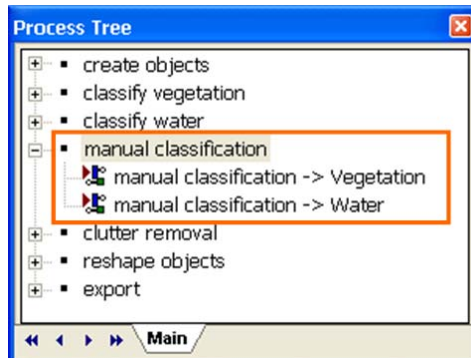 Process Tree
create objects
classify vegetation
classify water
manual classification
manual classification -> Vegetation
manual classification -> Water
clutter removal
reshape objects
export
Main